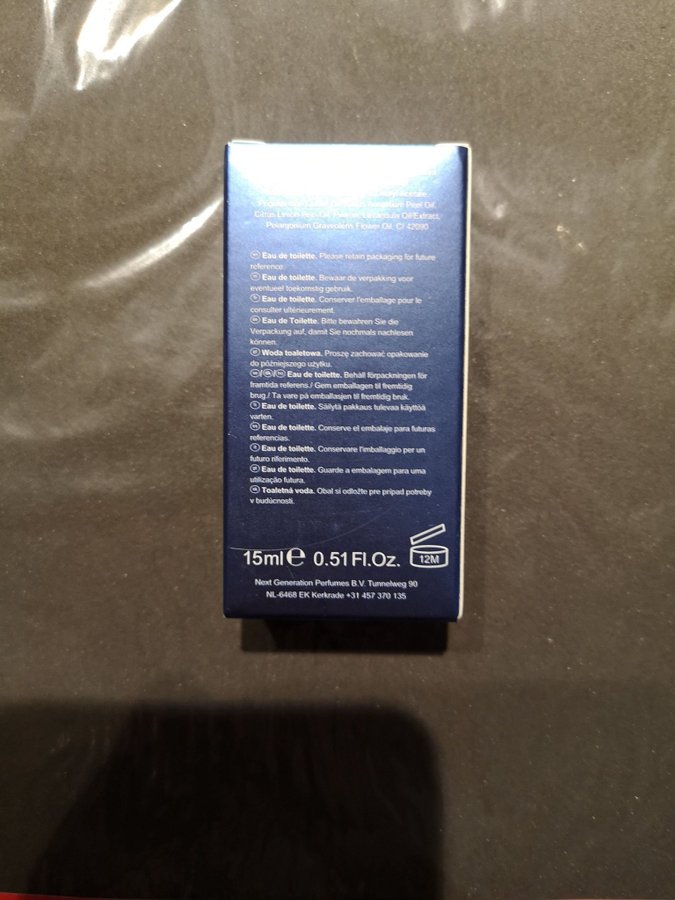 Peel Oil,
Citrus Limon Peel Oil, Oil/Extract,
Pelargonium Graveolens Flower Oil, CI 42090
Eau de toilette. Please retain packaging for future
reference.
Eau de toilette. Bewaar de verpakking voor
eventueel toekomstig gebruik.
Eau de toilette. Conserver l'emballage pour le
consulter ultérieurement.
Eau de Toilette. Bitte bewahren Sie die
Verpackung auf, damit Sie nochmals nachlesen
können.
Woda toaletowa. Proszę zachować opakowanie
do późniejszego użytku.
Eau de toilette. Behåll förpackningen för
framtida referens./ Gem emballagen til fremtidig
brug./ Ta vare på emballasjen til fremtidig bruk.
Eau de toilette. Säilytä pakkaus tulevaa käyttöä
varten.
Eau de toilette. Conserve el embalaje para futuras
referencias.
Eau de toilette. Conservare l'imballaggio per un
futuro riferimento.
Eau de toilette. Guarde a embalagem para uma
utilização futura.
Toaletná voda. Obal si odložte pre prípad potreby
v budúcnosti.
15ml e 0.51 Fl.Oz. 12M
Next Generation Perfumes B.V. Tunnelweg 90
NL-6468 EK Kerkrade +31 457 370 135